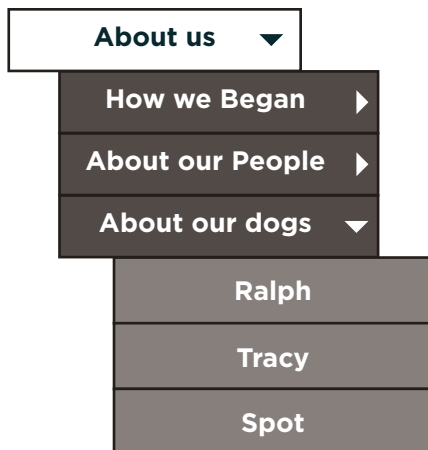 About us
How we Began
About our People
About our dogs
Ralph
Tracy
Spot